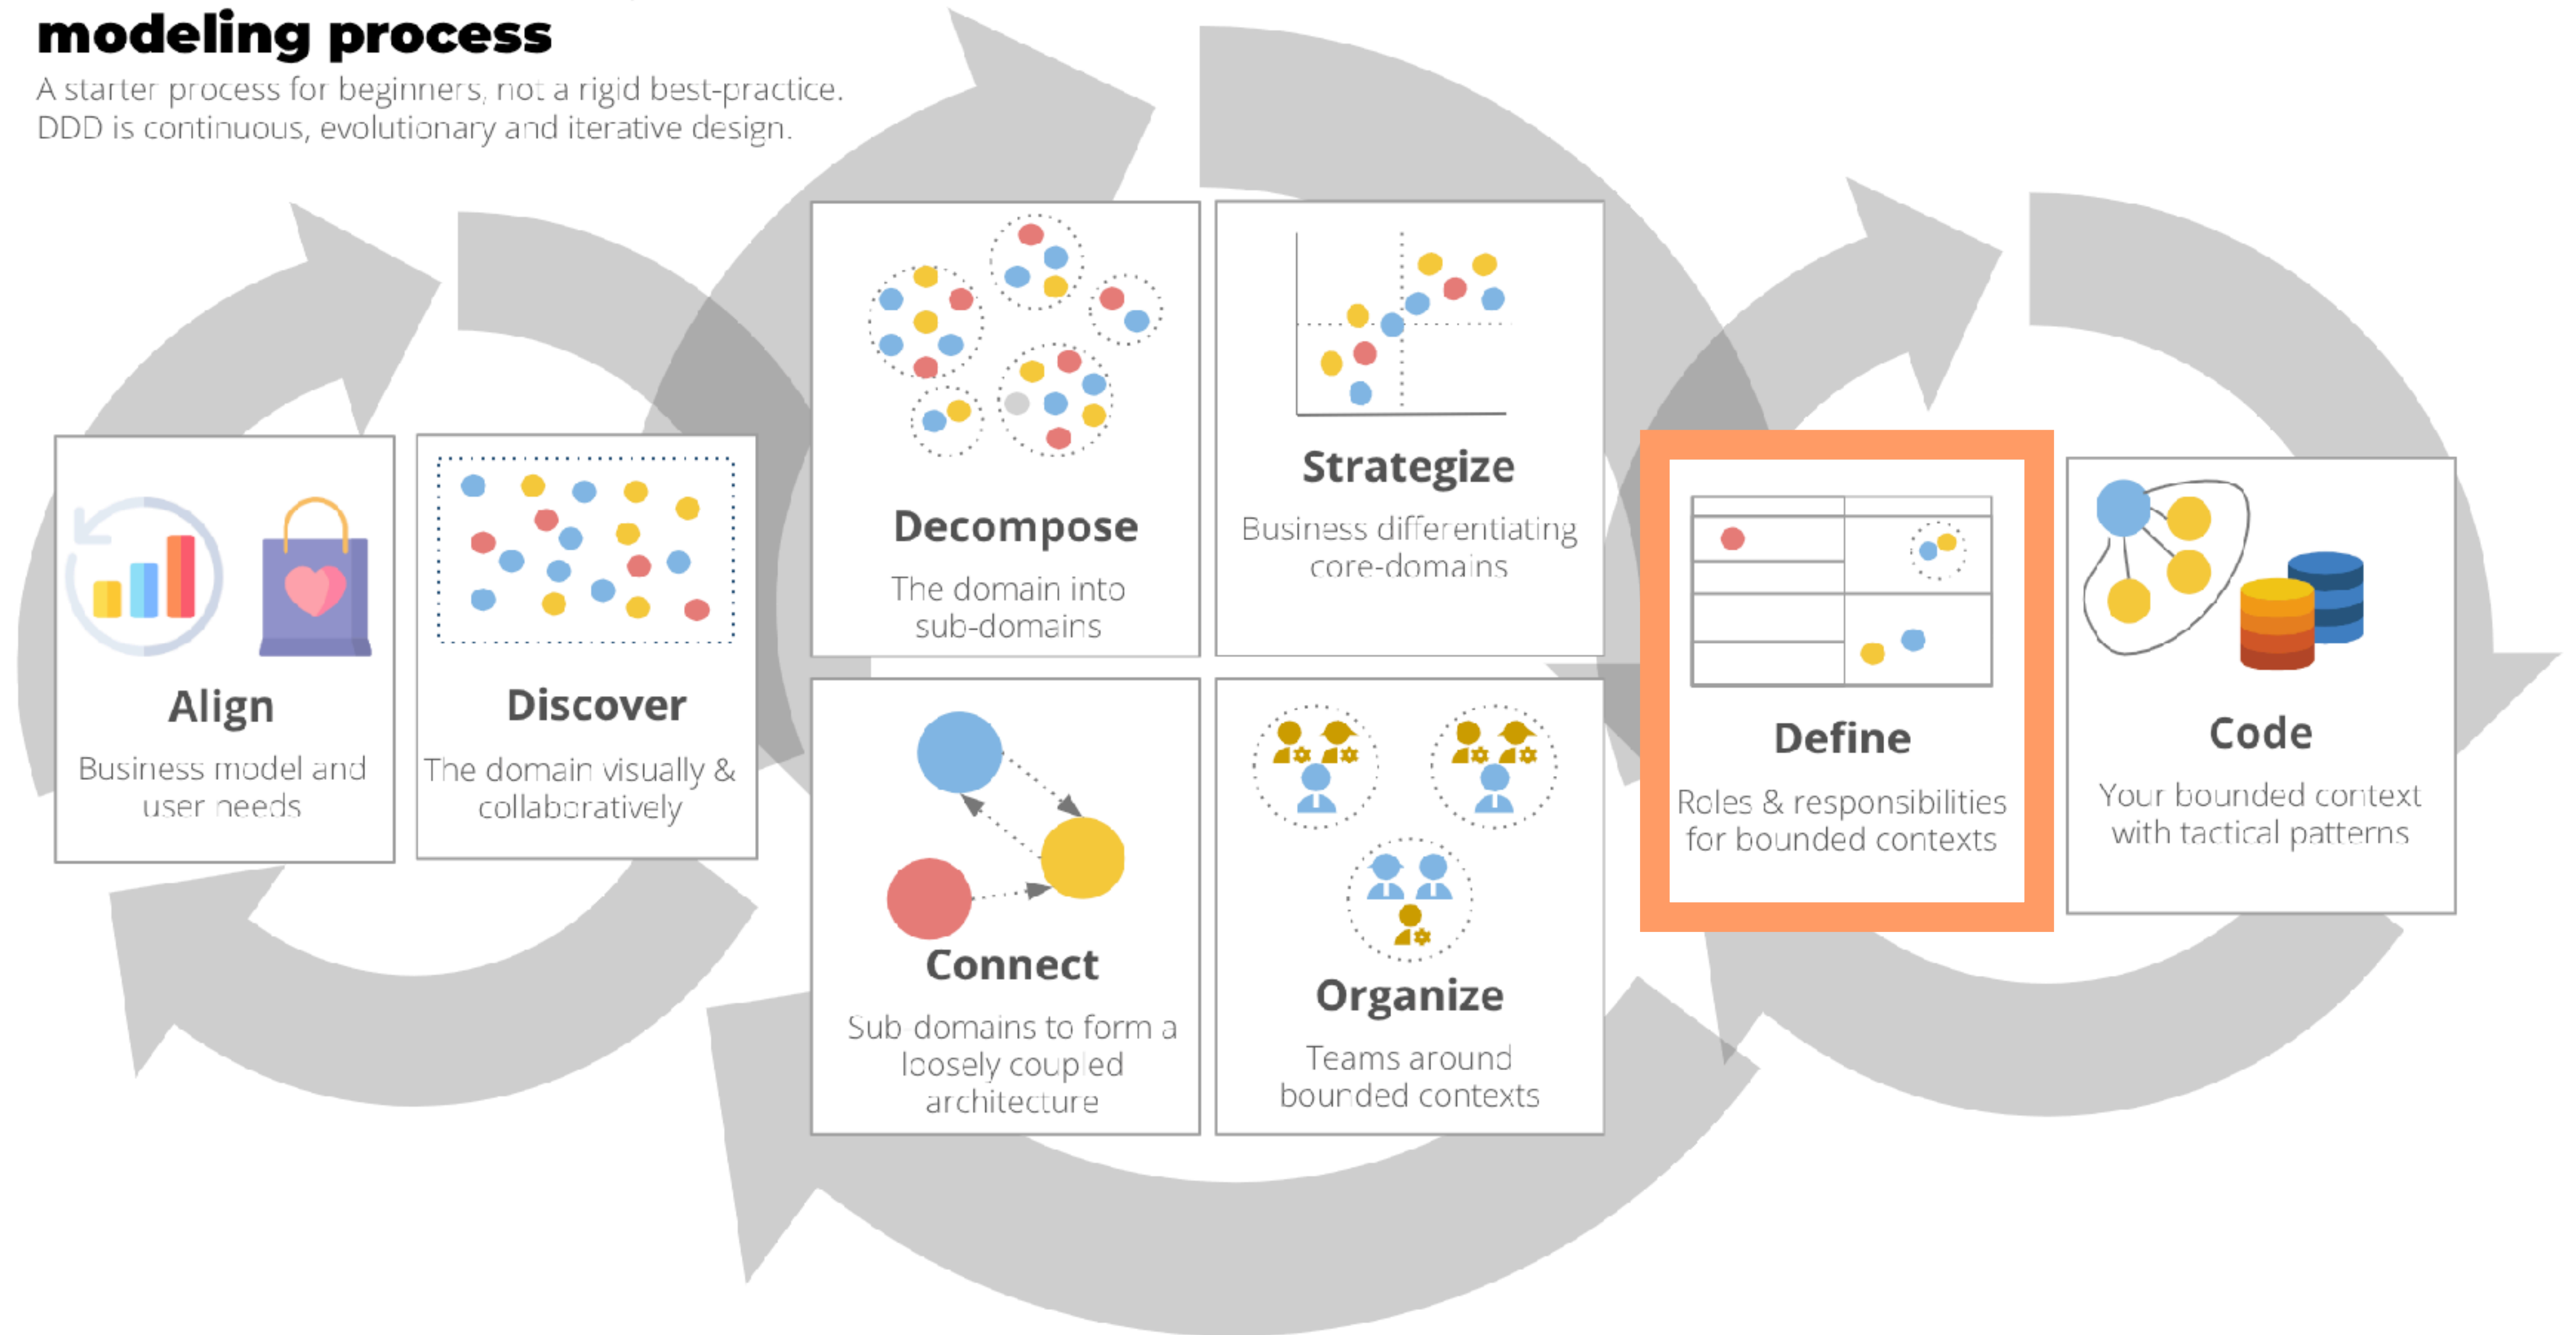 modeling process
A starter process for beginners, not a rigid best-practice.
DDD is continuous, evolutionary and iterative design.
Align
Business model and
user needs
Discover
The domain visually &
collaboratively
Decompose
The domain into
sub-domains
Strategize
Business differentiating
core-domains
Connect
Sub-domains to form a
loosely coupled
architecture
Organize
Teams around
bounded contexts
Define
Roles & responsibilities
for bounded contexts
Code
Your bounded context
with tactical patterns